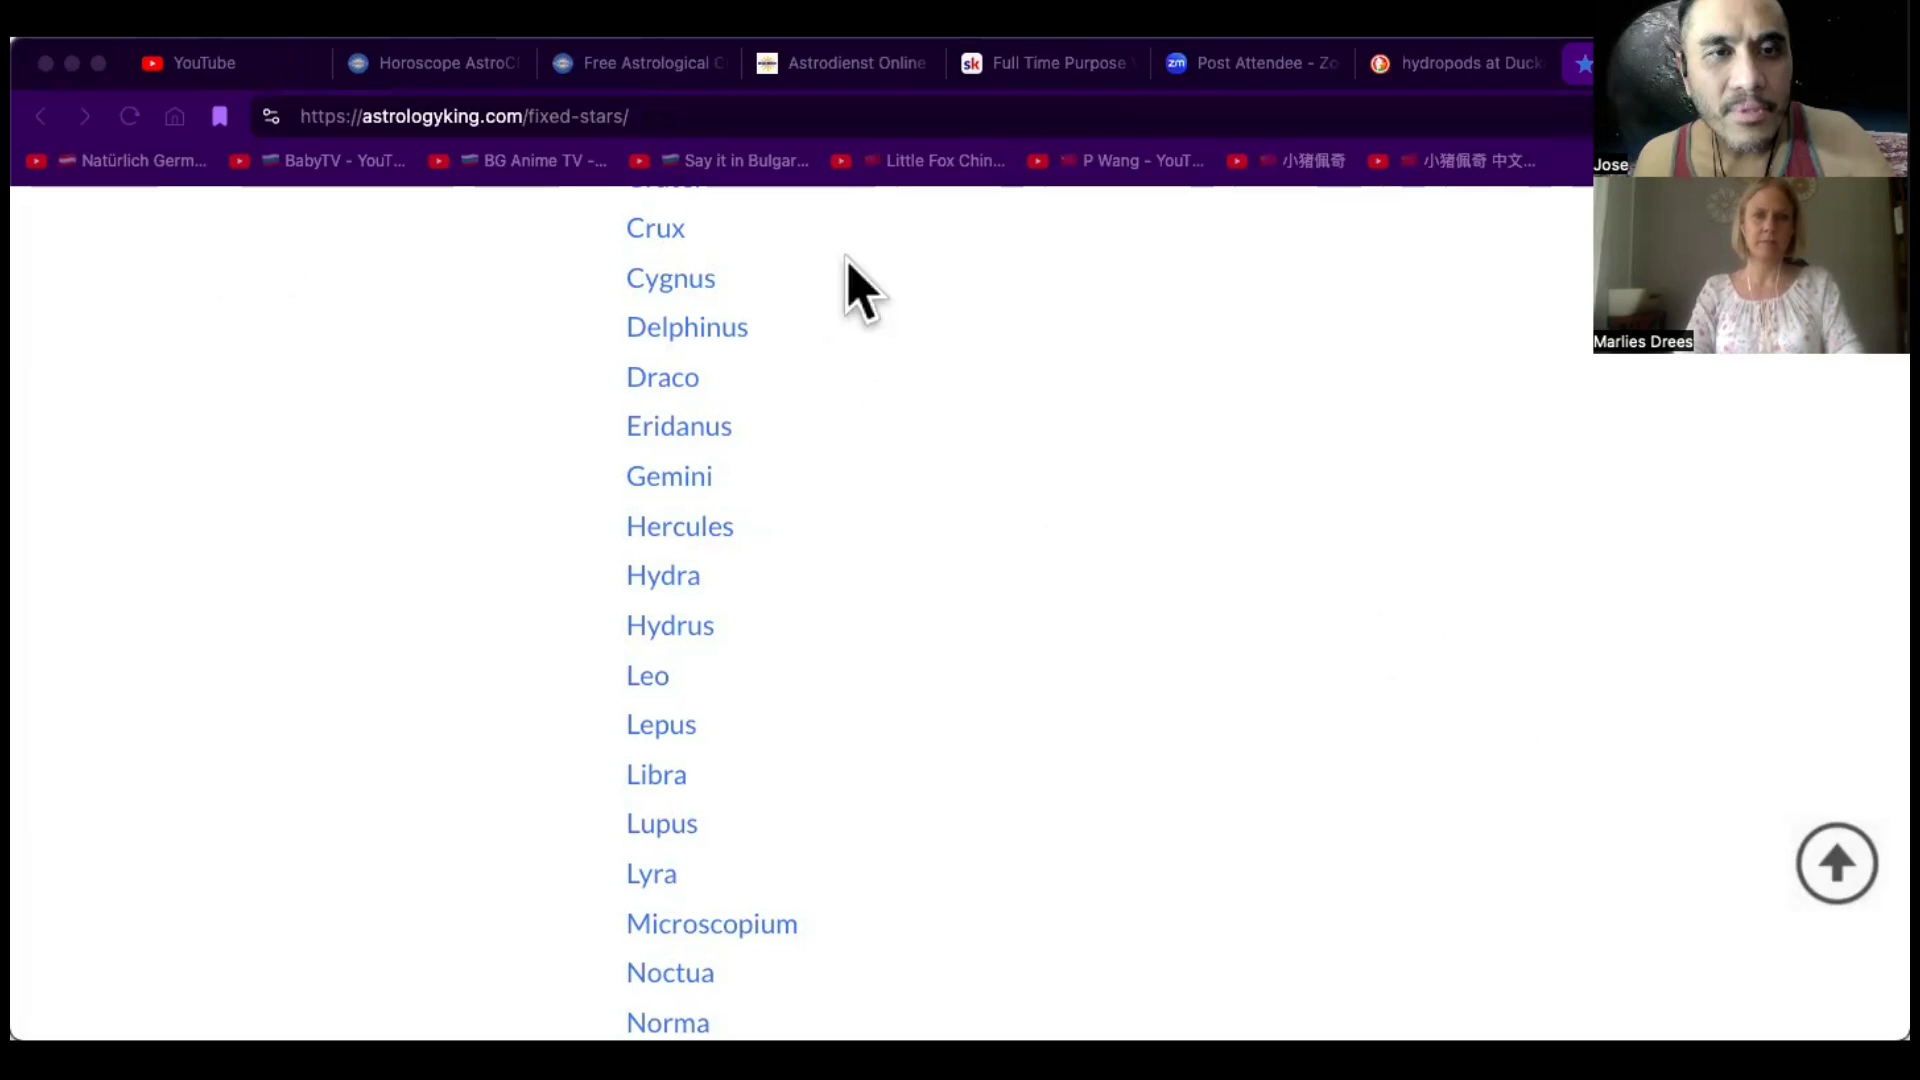 YouTube
Horoscope AstroC
Free Astrological
Astrodienst Online
sk Full Time Purpose
zm Post Attendee - Zo
hydropods at Duck
https://astrologyking.com/fixed-stars/
Natürlich Germ...
BabyTV - YouT...
BG Anime TV -...
Say it in Bulgar...
Little Fox Chin...
P Wang - YouT...
小猪佩奇
小猪佩奇 中文...
Jose
Marlies Drees
Crux
Cygnus
Delphinus
Draco
Eridanus
Gemini
Hercules
Hydra
Hydrus
Leo
Lepus
Libra
Lupus
Lyra
Microscopium
Noctua
Norma